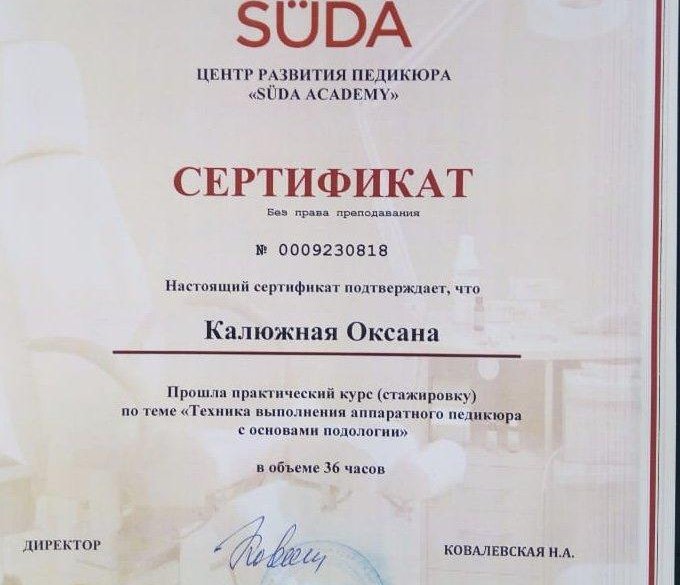 SÜDA
ЦЕНТР РАЗВИТИЯ ПЕДИКЮРА
«SÜDA ACADEMY»
СЕРТИФИКАТ
Без права преподавания
№ 0009230818
Настоящий сертификат подтверждает, что
Калюжная Оксана
Прошла практический курс (стажировку)
по теме «Техника выполнения аппаратного педикюра
с основами подологии»
в объеме 36 часов
ДИРЕКТОР
КОВАЛЕВСКАЯ Н.А.